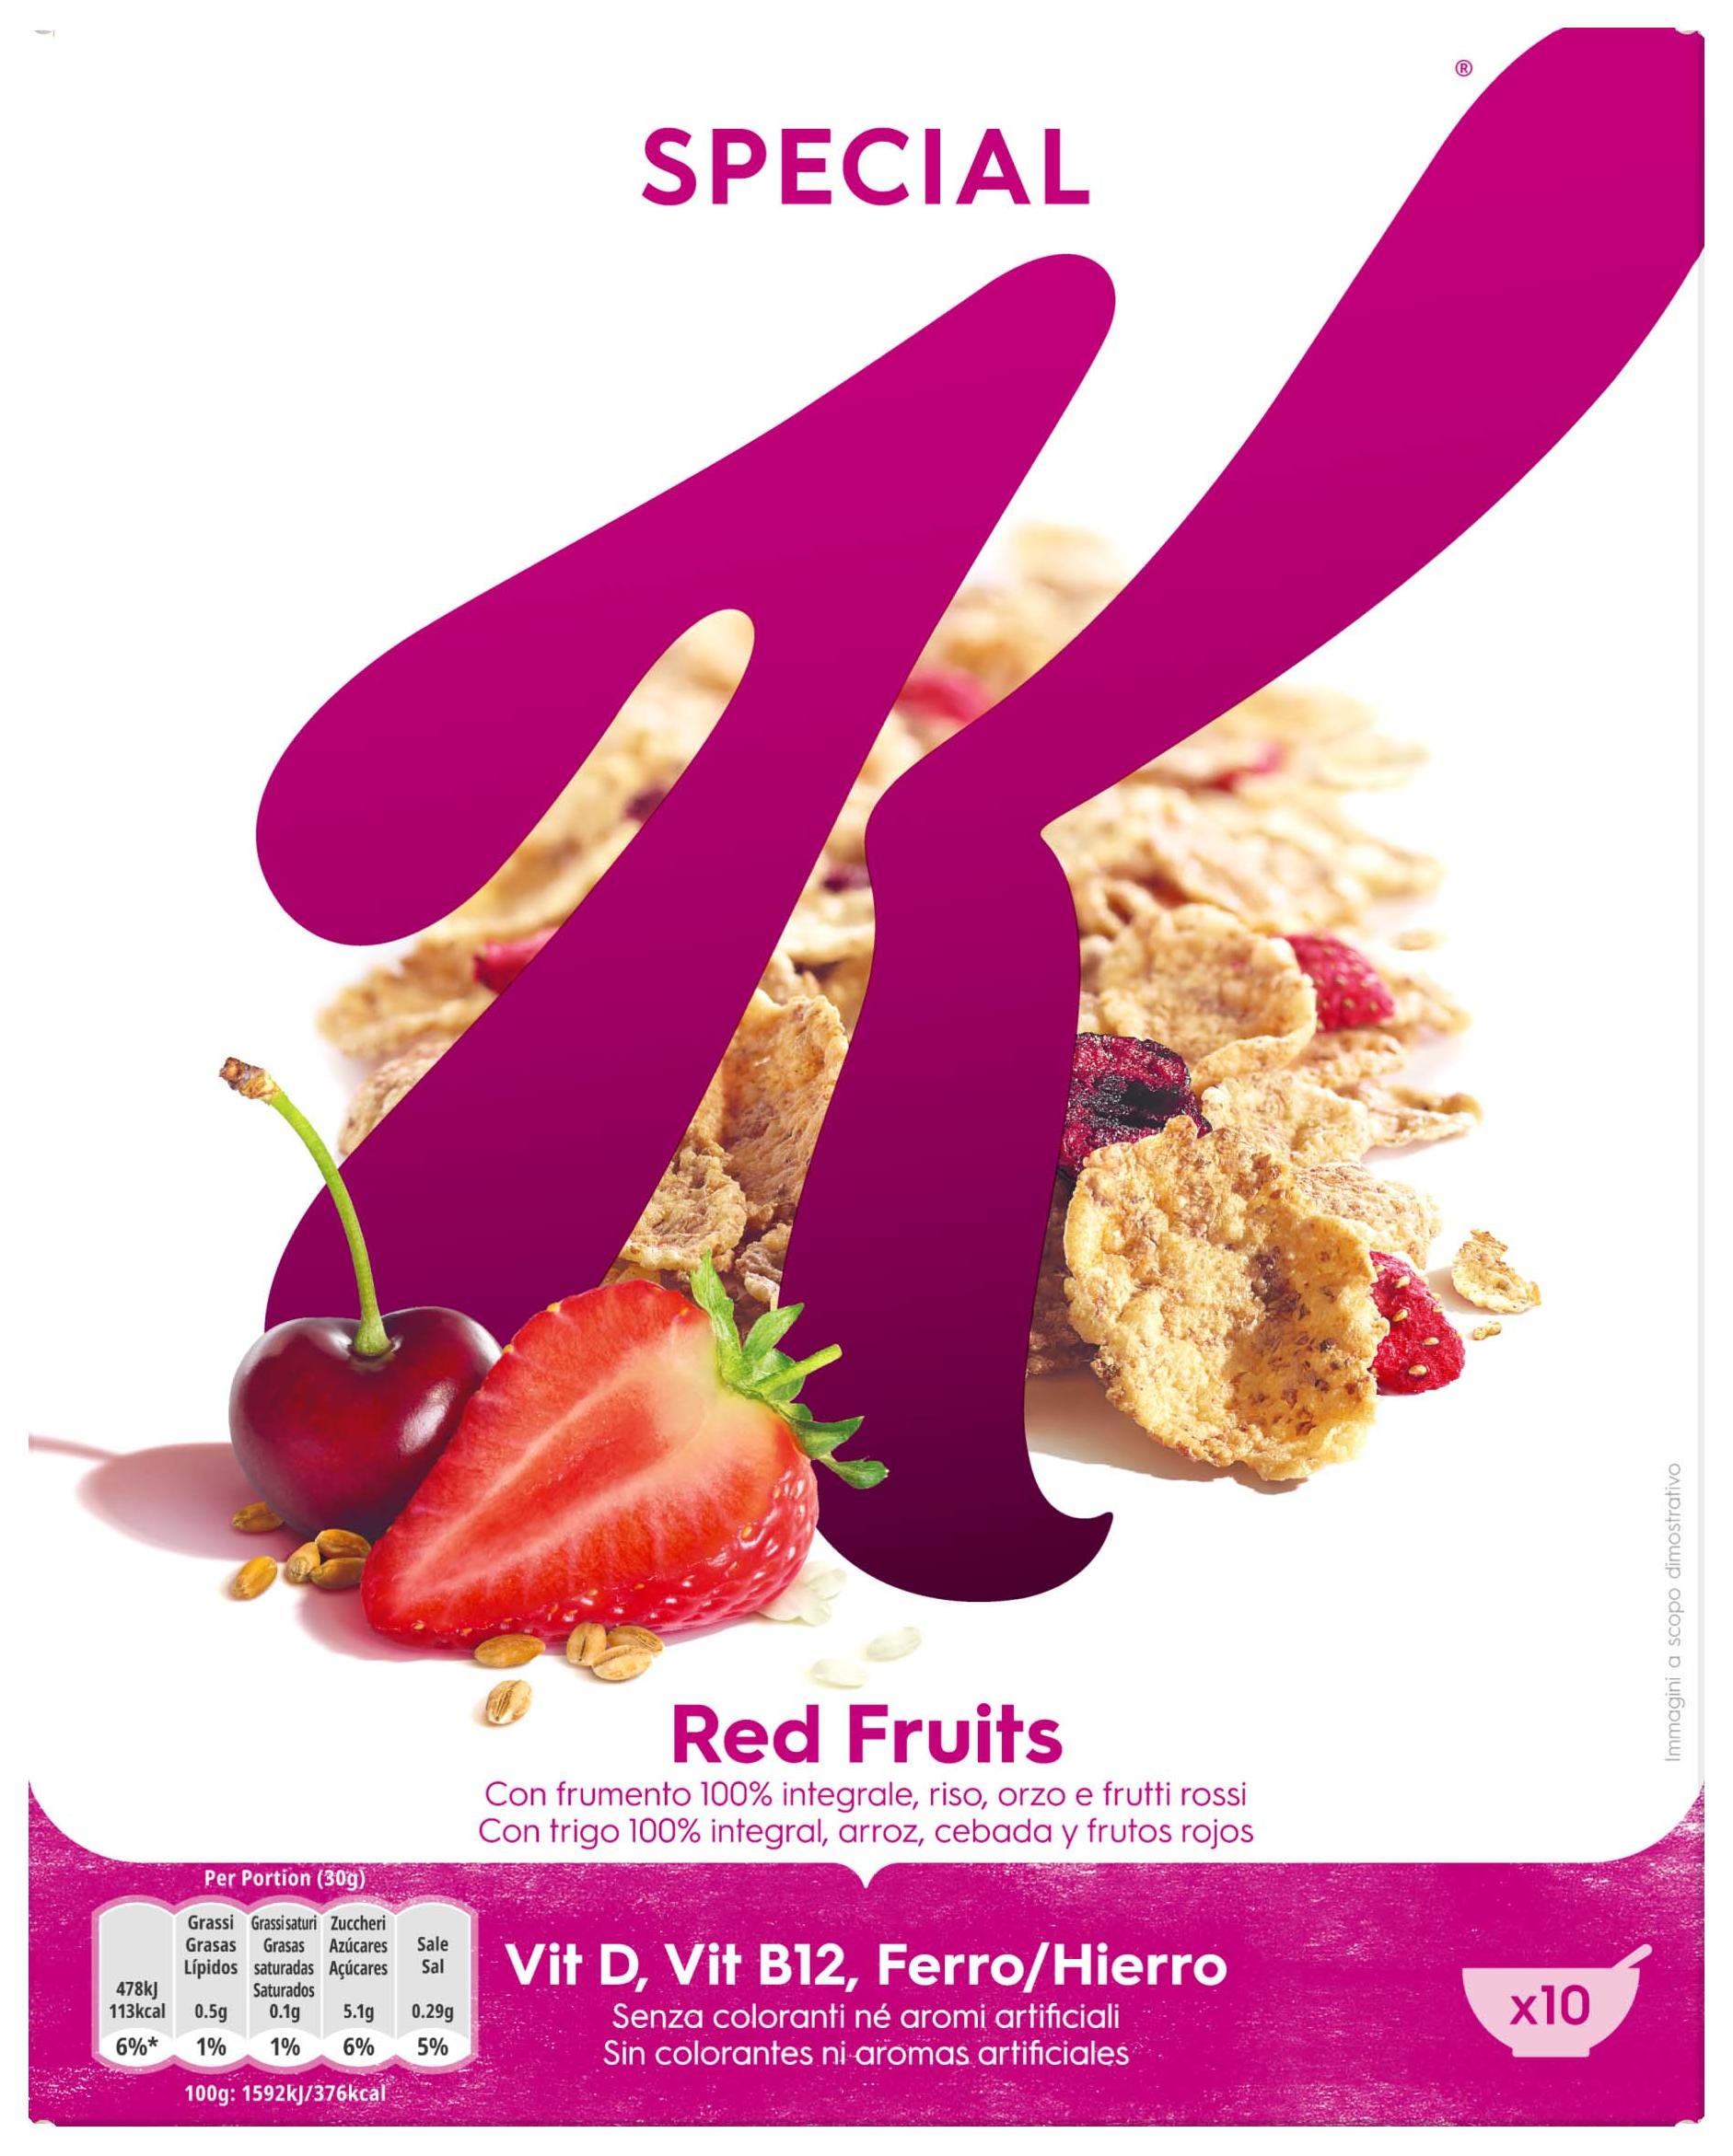 ®
SPECIAL
K
Immagini a scopo dimostrativo
Red Fruits
Con frumento 100% integrale, riso, orzo e frutti rossi
Con trigo 100% integral, arroz, cebada y frutos rojos
Per Portion (30g)
478kJ
113kcal
6%*
Grassi
Grasas
Lípidos
0.5g
1%
Grassi saturi
Grasas
saturadas
Saturados
0.1g
1%
Zuccheri
Azúcares
Açúcares
5.1g
6%
Sale
Sal
0.29g
5%
100g: 1592kJ/376kcal
Vit D, Vit B12, Ferro/Hierro
Senza coloranti né aromi artificiali
Sin colorantes ni aromas artificiales
x10